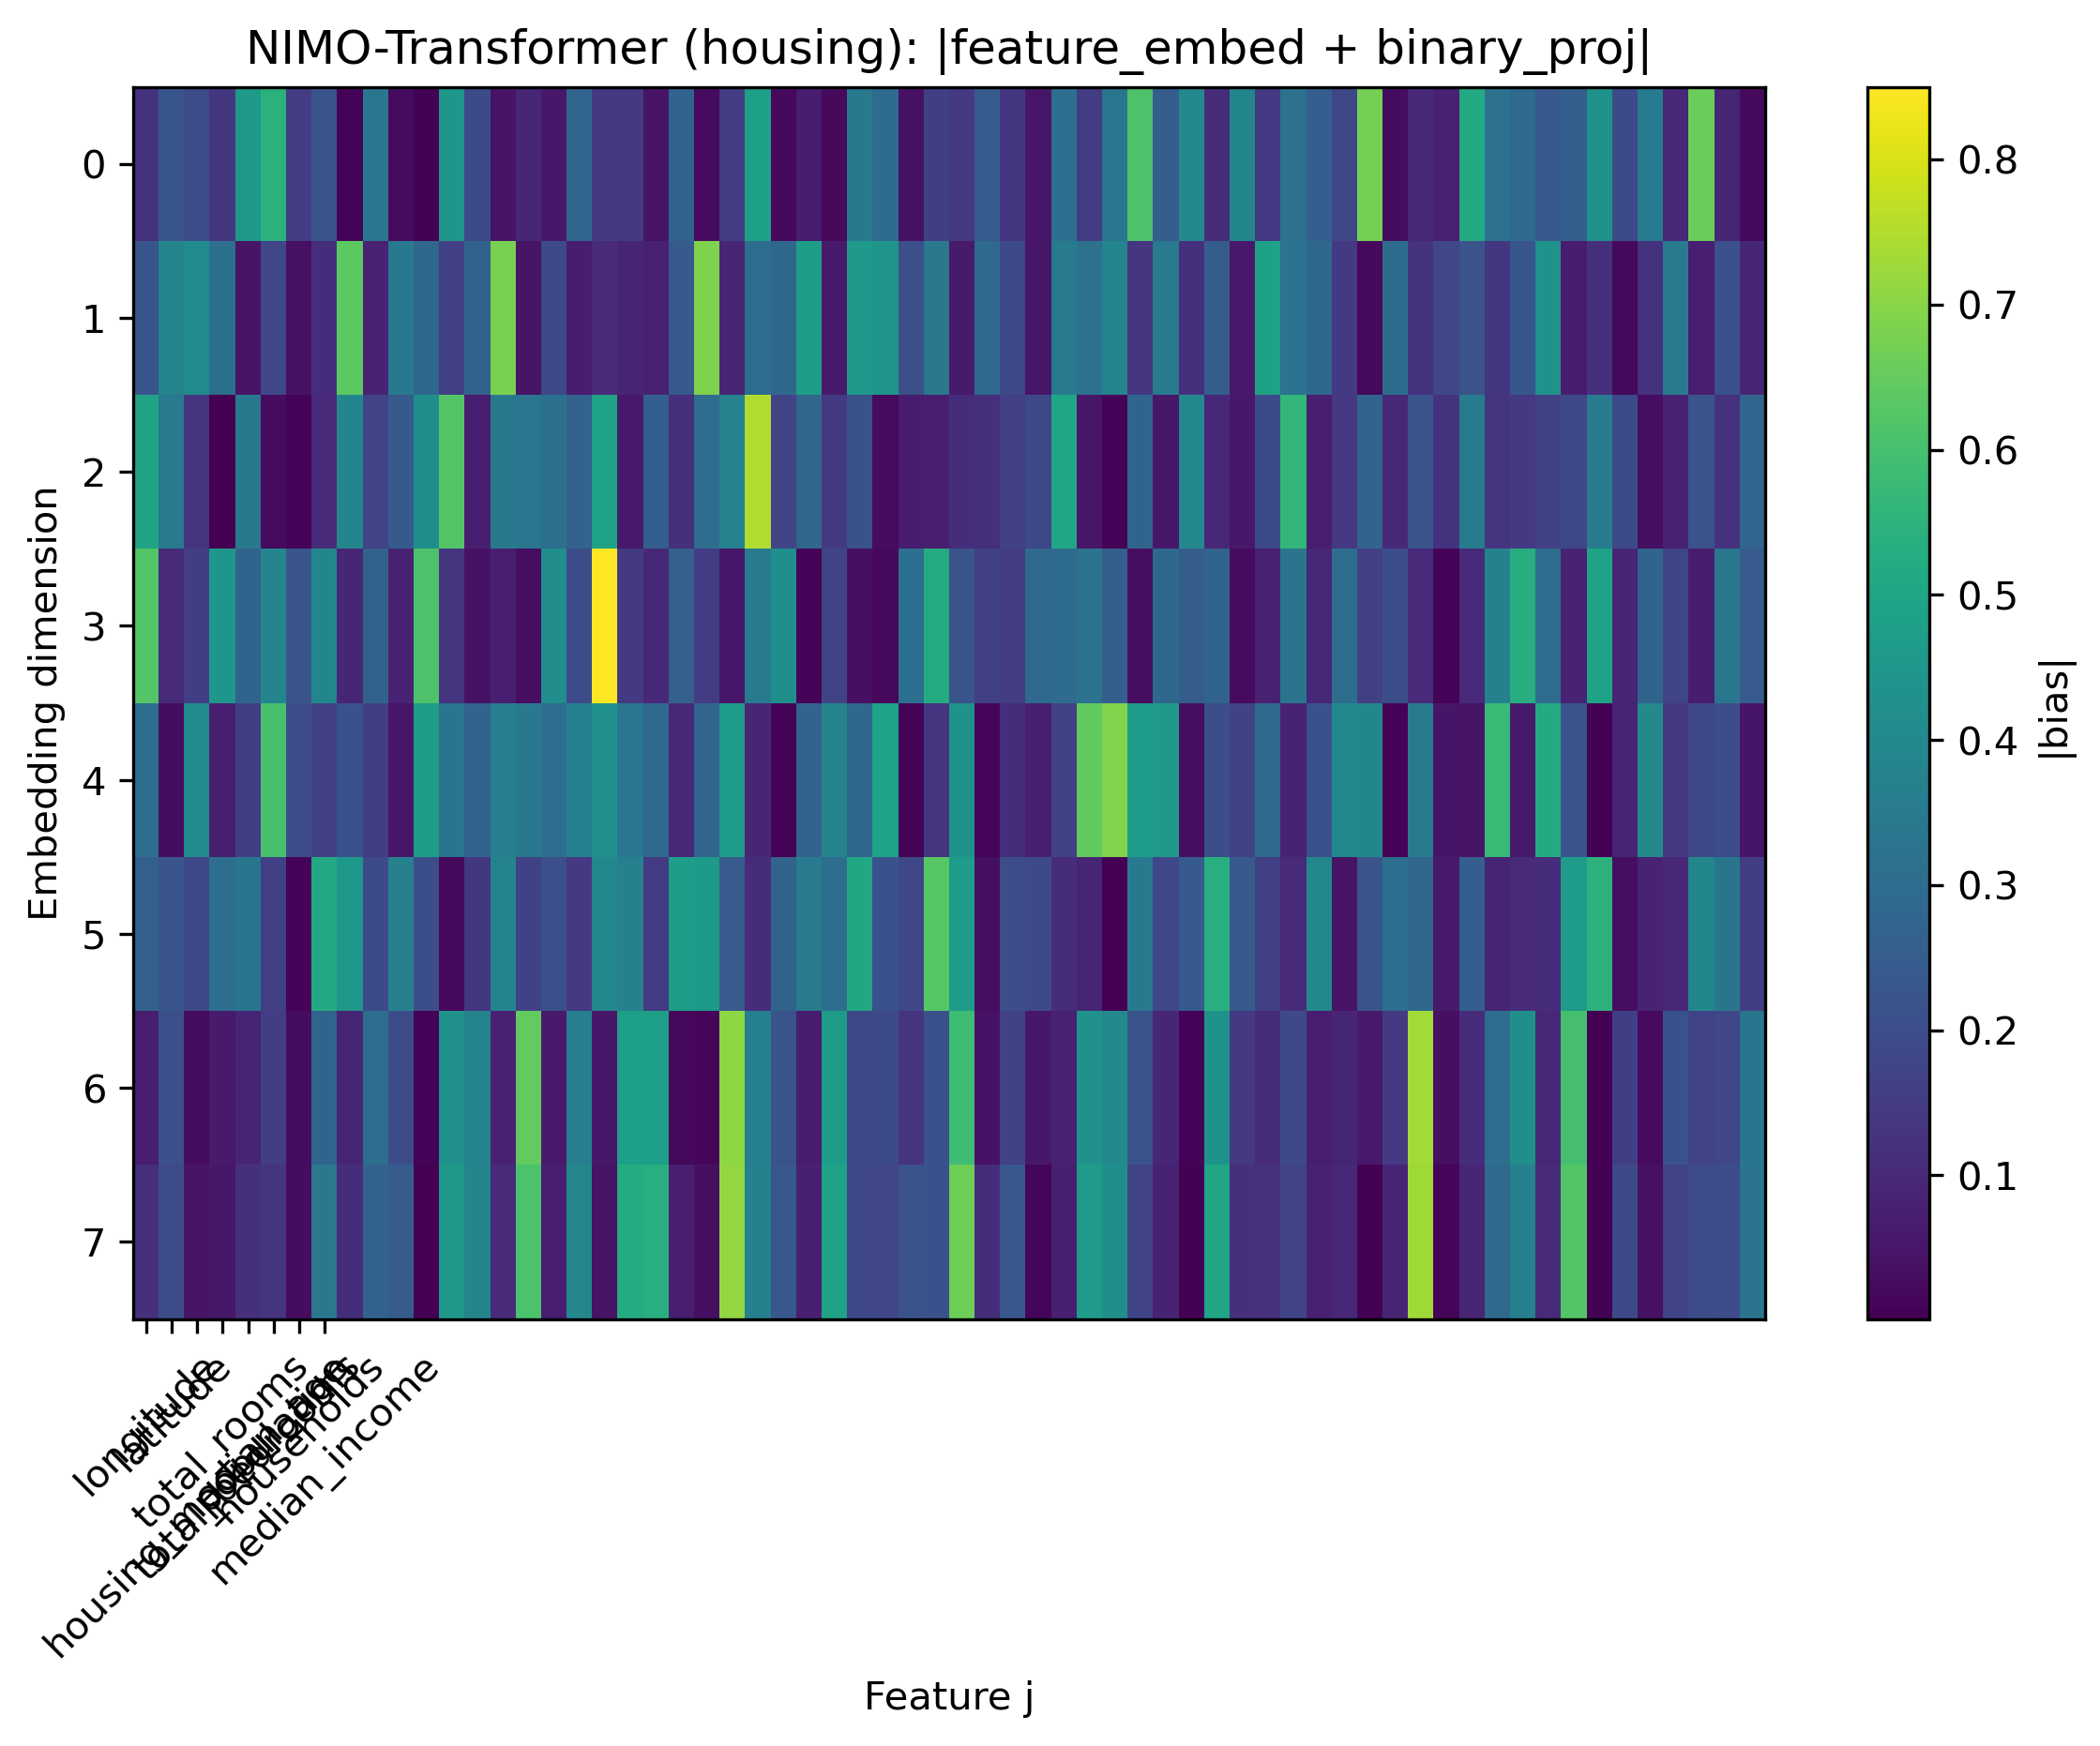 NIMO-Transformer (housing): |feature_embed + binary_proj|
Embedding dimension
0
1
2
3
4
5
6
7
longitude
latitude
total_rooms
households
median_income
Feature j
0.8
0.7
0.6
0.5
0.4
0.3
0.2
0.1
|bias|